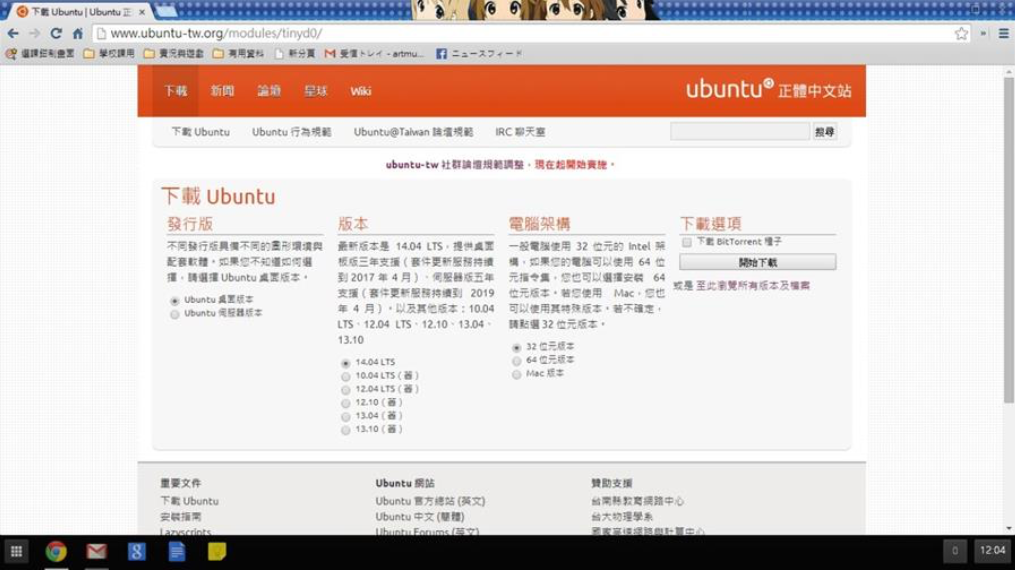 下載 Ubuntu | Ubuntu 正
www.ubuntu-tw.org/modules/tinyd0/
學校課用
實況與遊戲
有用資料
新分頁
受信トレイ - artmu...
ニュースフィード
下載
新聞
論壇
星球
Wiki
ubuntu 正體中文站
下載 Ubuntu
Ubuntu 行為規範
Ubuntu@Taiwan 論壇規範
IRC 聊天室
搜尋
ubuntu-tw 社群論壇規範調整，現在起開始實施。
下載 Ubuntu
發行版
不同發行版具備不同的圖形環境與
配套軟體。如果您不知道如何選
擇，請選擇 Ubuntu 桌面版本。
Ubuntu 桌面版本
Ubuntu 伺服器版本
版本
最新版本是 14.04 LTS，提供桌面
板版三年支援（套件更新服務持續
到 2017 年 4 月）、伺服器版五年
支援（套件更新服務持續到 2019
年 4 月），以及其他版本：10.04
LTS、12.04 LTS、12.10、13.04、
13.10
14.04 LTS
10.04 LTS（舊）
12.04 LTS（舊）
12.10（舊）
13.04（舊）
13.10（舊）
電腦架構
一般電腦使用 32 位元的 Intel 架
構，如果您的電腦可以使用 64 位
元指令集，您也可以選擇安裝 64
位元版本。若您使用 Mac，您也
可以使用其特殊版本。若不確定，
請點選 32 位元版本。
32 位元版本
64 位元版本
Mac 版本
下載選項
下載 BitTorrent 種子
開始下載
或是 至此瀏覽所有版本及檔案
重要文件
下載 Ubuntu
安裝指南
Lazyscripts
Ubuntu 網站
Ubuntu 官方總站 (英文)
Ubuntu 中文 (簡體)
Ubuntu Forums (英文)
贊助支援
台南縣教育網路中心
台大物理學系
國家高速網路與計算中心
8
0
12:04